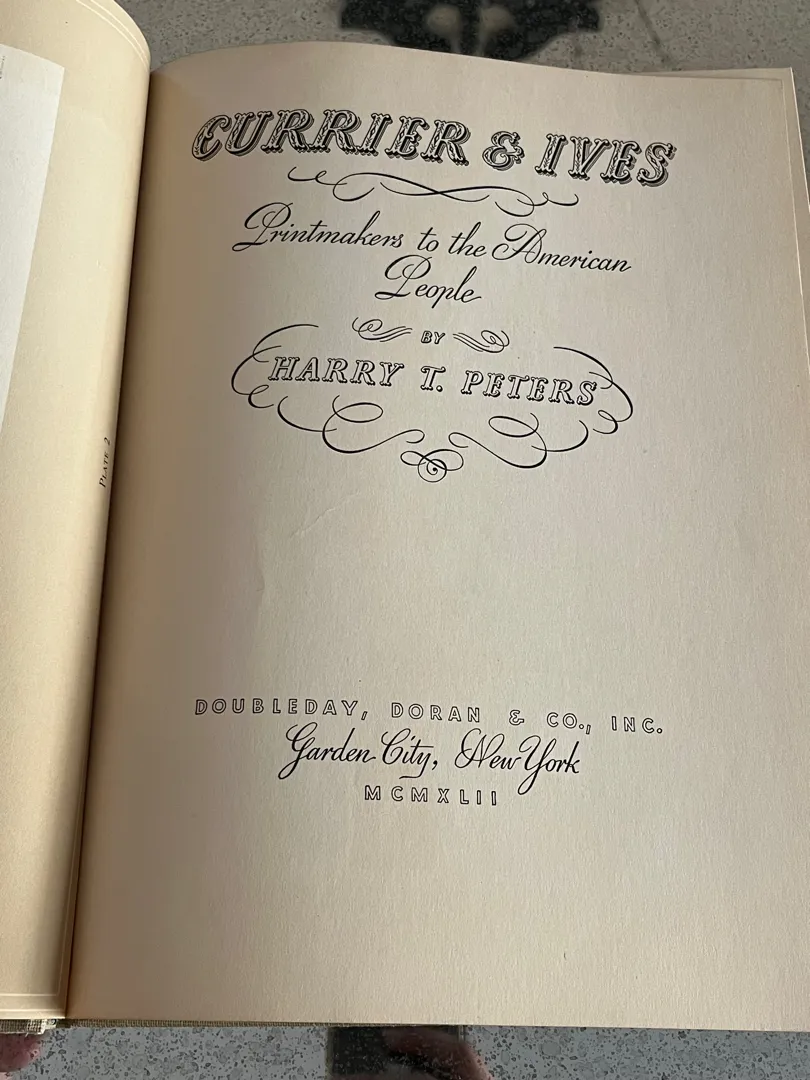 PLATE 2
CURRIER & IVES
Printmakers to the American
People
BY
HARRY T. PETERS
DOUBLEDAY, DORAN & CO., INC.
Garden City, New York
MCMXLII